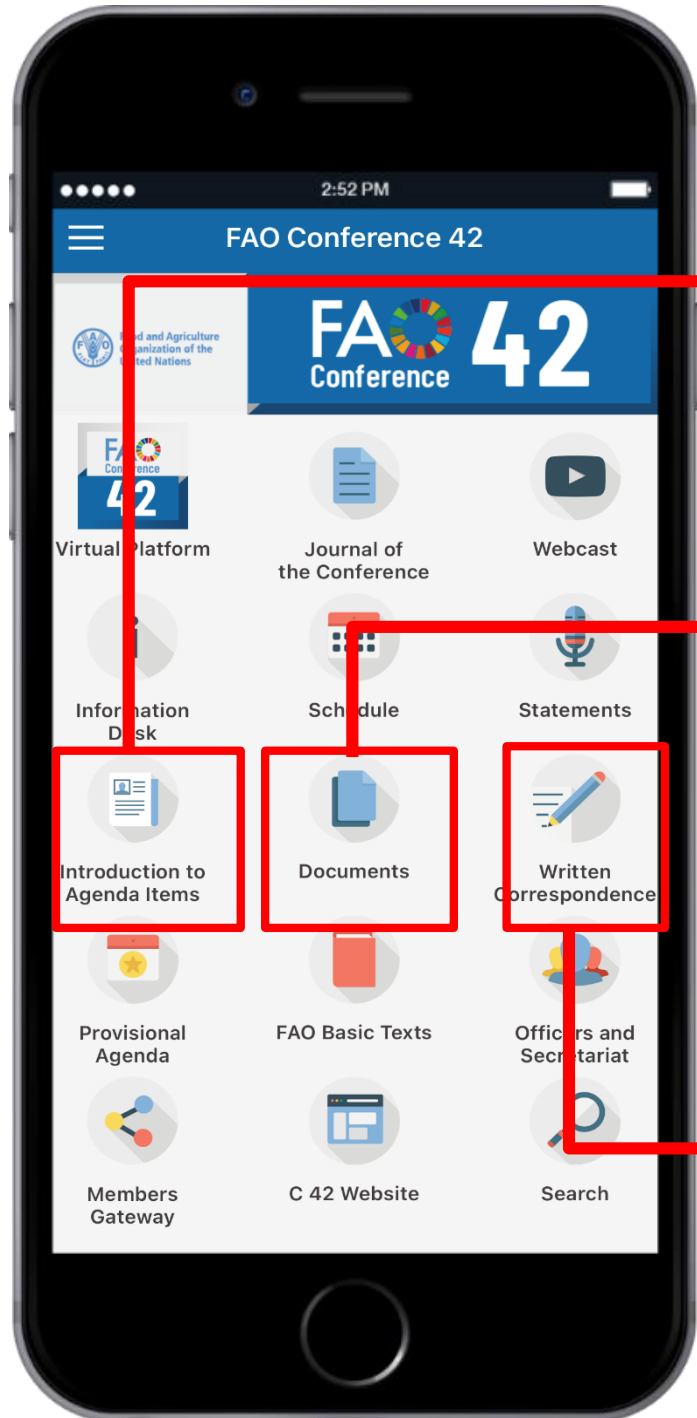 2:52 PM
FAO Conference 42
Food and Agriculture
Organization of the
United Nations
FAO
Conference
42
FAO
Conference
42
Virtual Platform
Journal of
the Conference
Webcast
Information
Desk
Schedule
Statements
Introduction to
Agenda Items
Documents
Written
Correspondence
Provisional
Agenda
FAO Basic Texts
Officers and
Secretariat
Members
Gateway
C 42 Website
Search